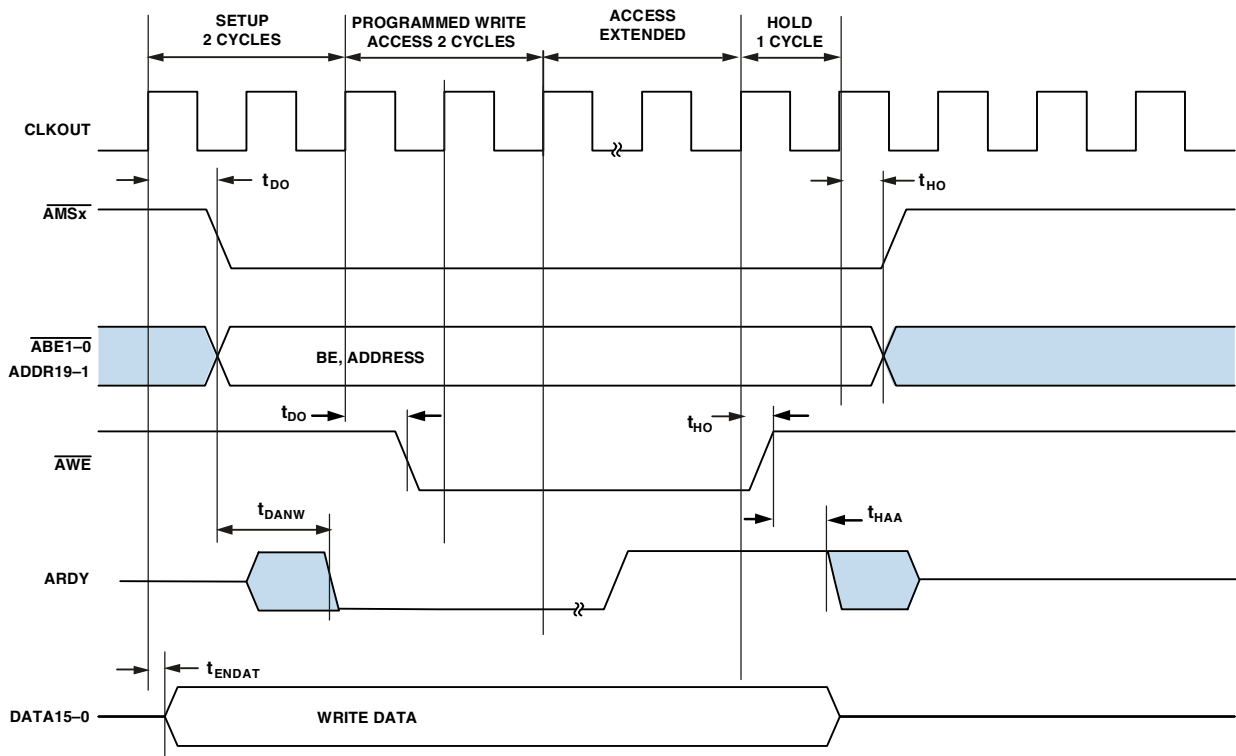 SETUP
2 CYCLES
PROGRAMMED WRITE
ACCESS 2 CYCLES
ACCESS
EXTENDED
HOLD
1 CYCLE
CLKOUT
tDO
tHO
AMSx
ABE1–0
ADDR19–1
BE, ADDRESS
tDO
tHO
AWE
tDANW
tHAA
ARDY
tENDAT
DATA15–0
WRITE DATA